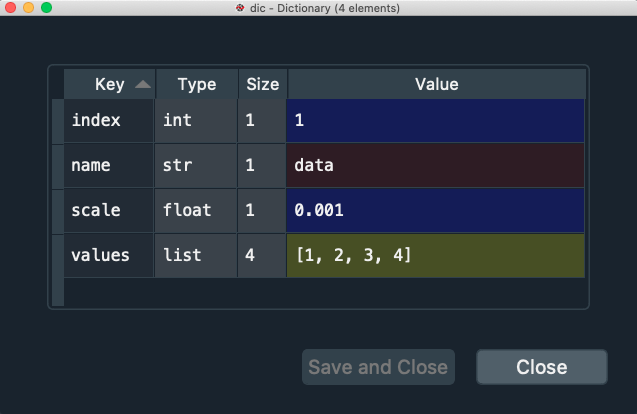 dic - Dictionary (4 elements)
Key Type Size Value
index int 1 1
name str 1 data
scale float 1 0.001
values list 4 [1, 2, 3, 4]
Save and Close Close